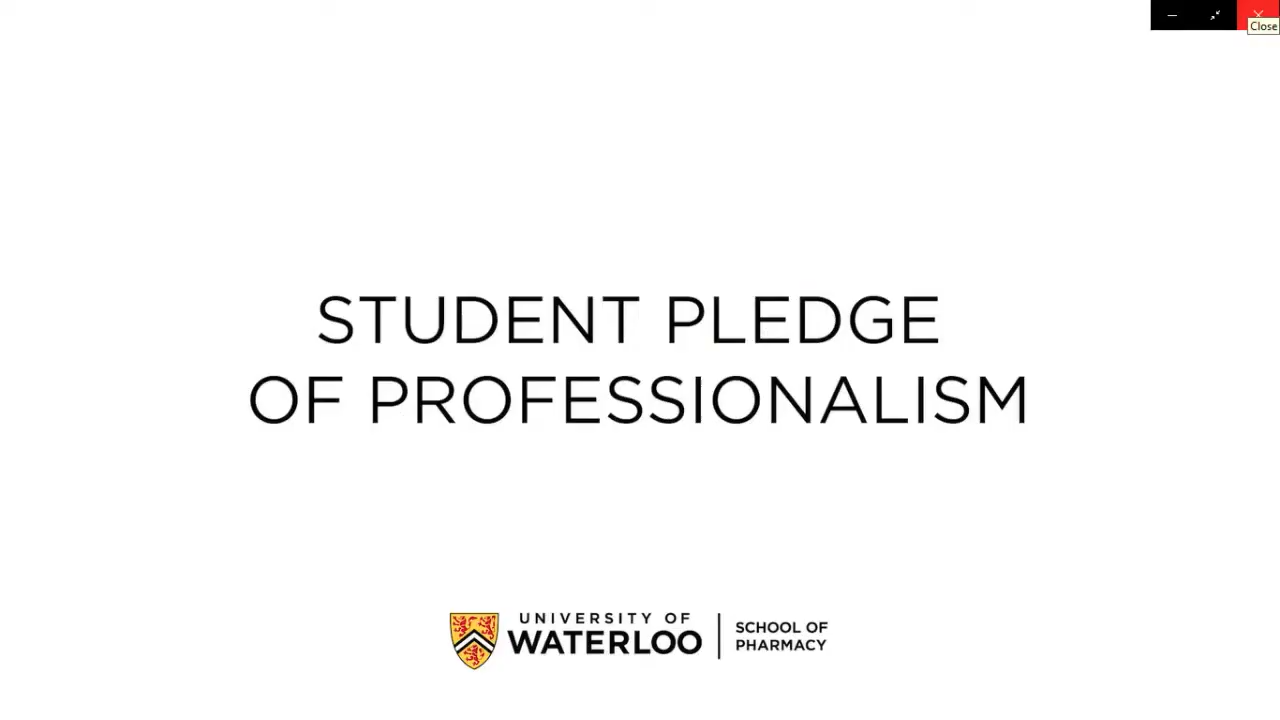 Close
STUDENT PLEDGE
OF PROFESSIONALISM
UNIVERSITY OF
WATERLOO
SCHOOL OF
PHARMACY